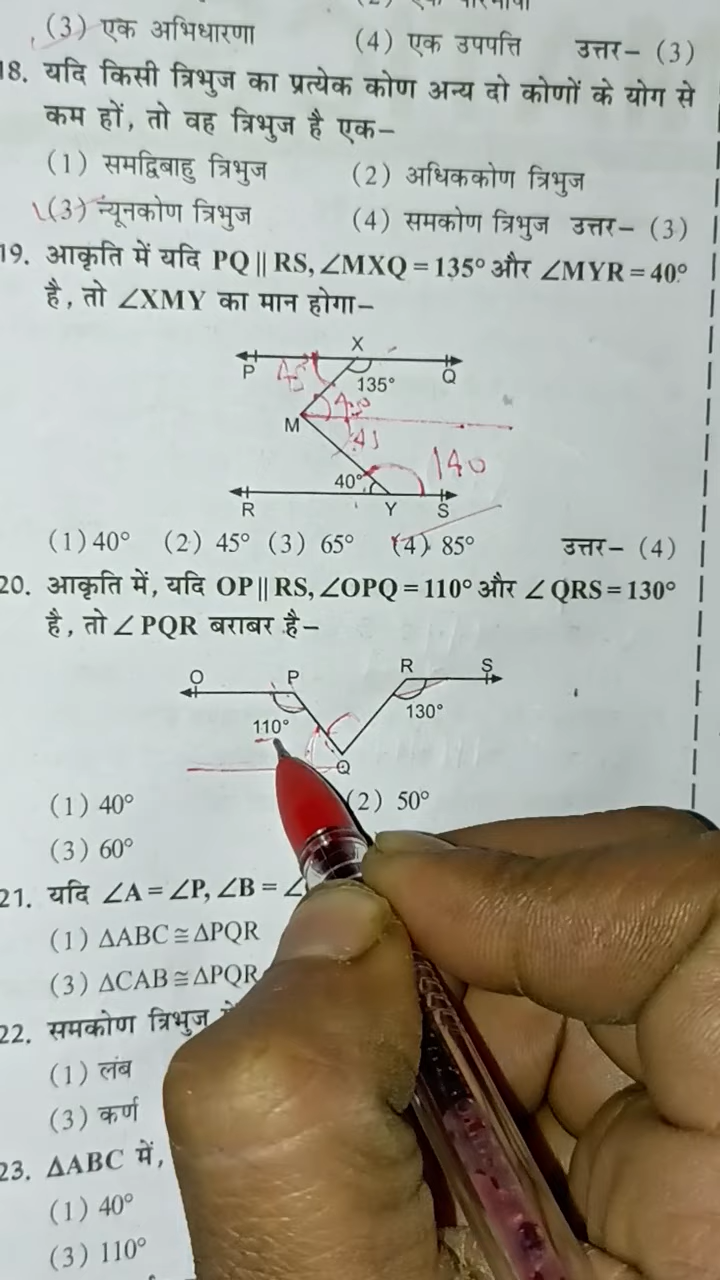 (3) एक अभिधारणा (4) एक उपपत्ति उत्तर– (3)
18. यदि किसी त्रिभुज का प्रत्येक कोण अन्य दो कोणों के योग से
कम हों, तो वह त्रिभुज है एक–
(1) समद्विबाहु त्रिभुज (2) अधिककोण त्रिभुज
(3) न्यूनकोण त्रिभुज (4) समकोण त्रिभुज उत्तर– (3)
19. आकृति में यदि PQ || RS, ∠MXQ = 135° और ∠MYR = 40°
है, तो ∠XMY का मान होगा–
X
P 45° 135° Q
M 45°
41
40° 140
R Y S
(1) 40° (2) 45° (3) 65° (4) 85° उत्तर– (4)
20. आकृति में, यदि OP || RS, ∠OPQ = 110° और ∠QRS = 130°
है, तो ∠PQR बराबर है–
O P R S
110° 130°
Q
(1) 40° (2) 50°
(3) 60°
21. यदि ∠A = ∠P, ∠B = ∠
(1) ΔABC ≅ ΔPQR
(3) ΔCAB ≅ ΔPQR
22. समकोण त्रिभुज
(1) लंब
(3) कर्ण
23. ΔABC में,
(1) 40°
(3) 110°